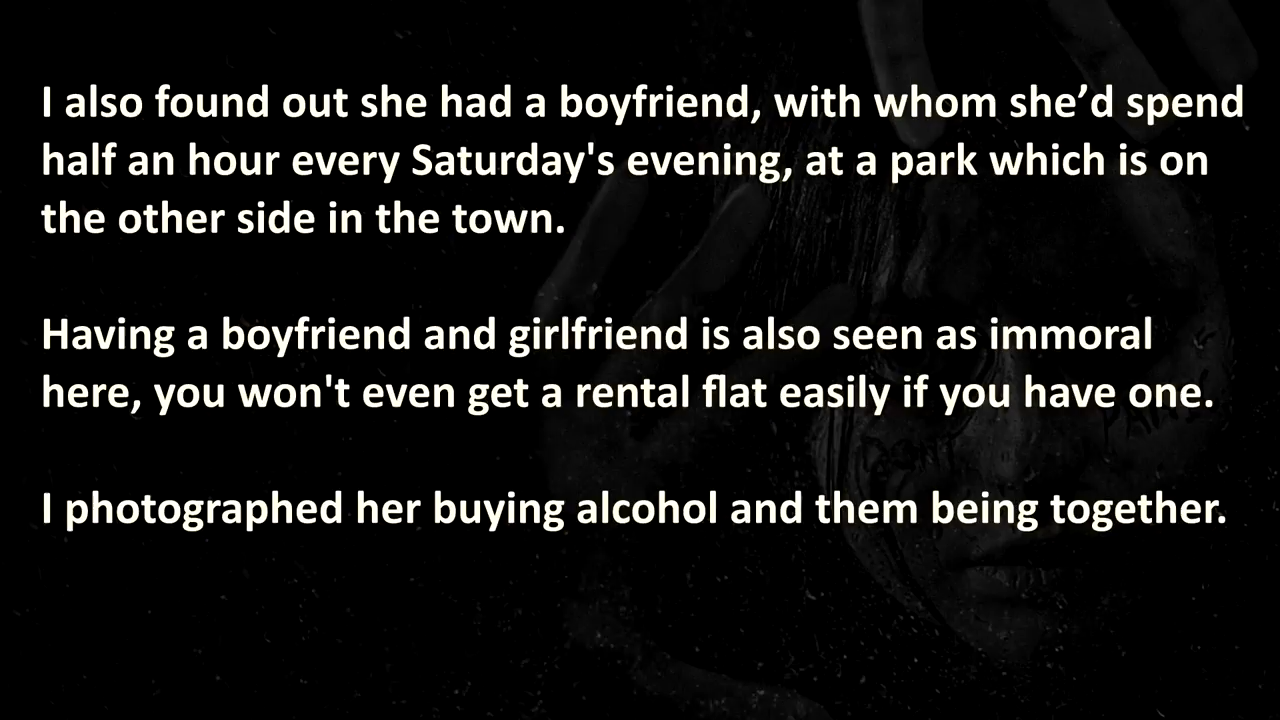 I also found out she had a boyfriend, with whom she’d spend
half an hour every Saturday's evening, at a park which is on
the other side in the town.
Having a boyfriend and girlfriend is also seen as immoral
here, you won't even get a rental flat easily if you have one.
I photographed her buying alcohol and them being together.